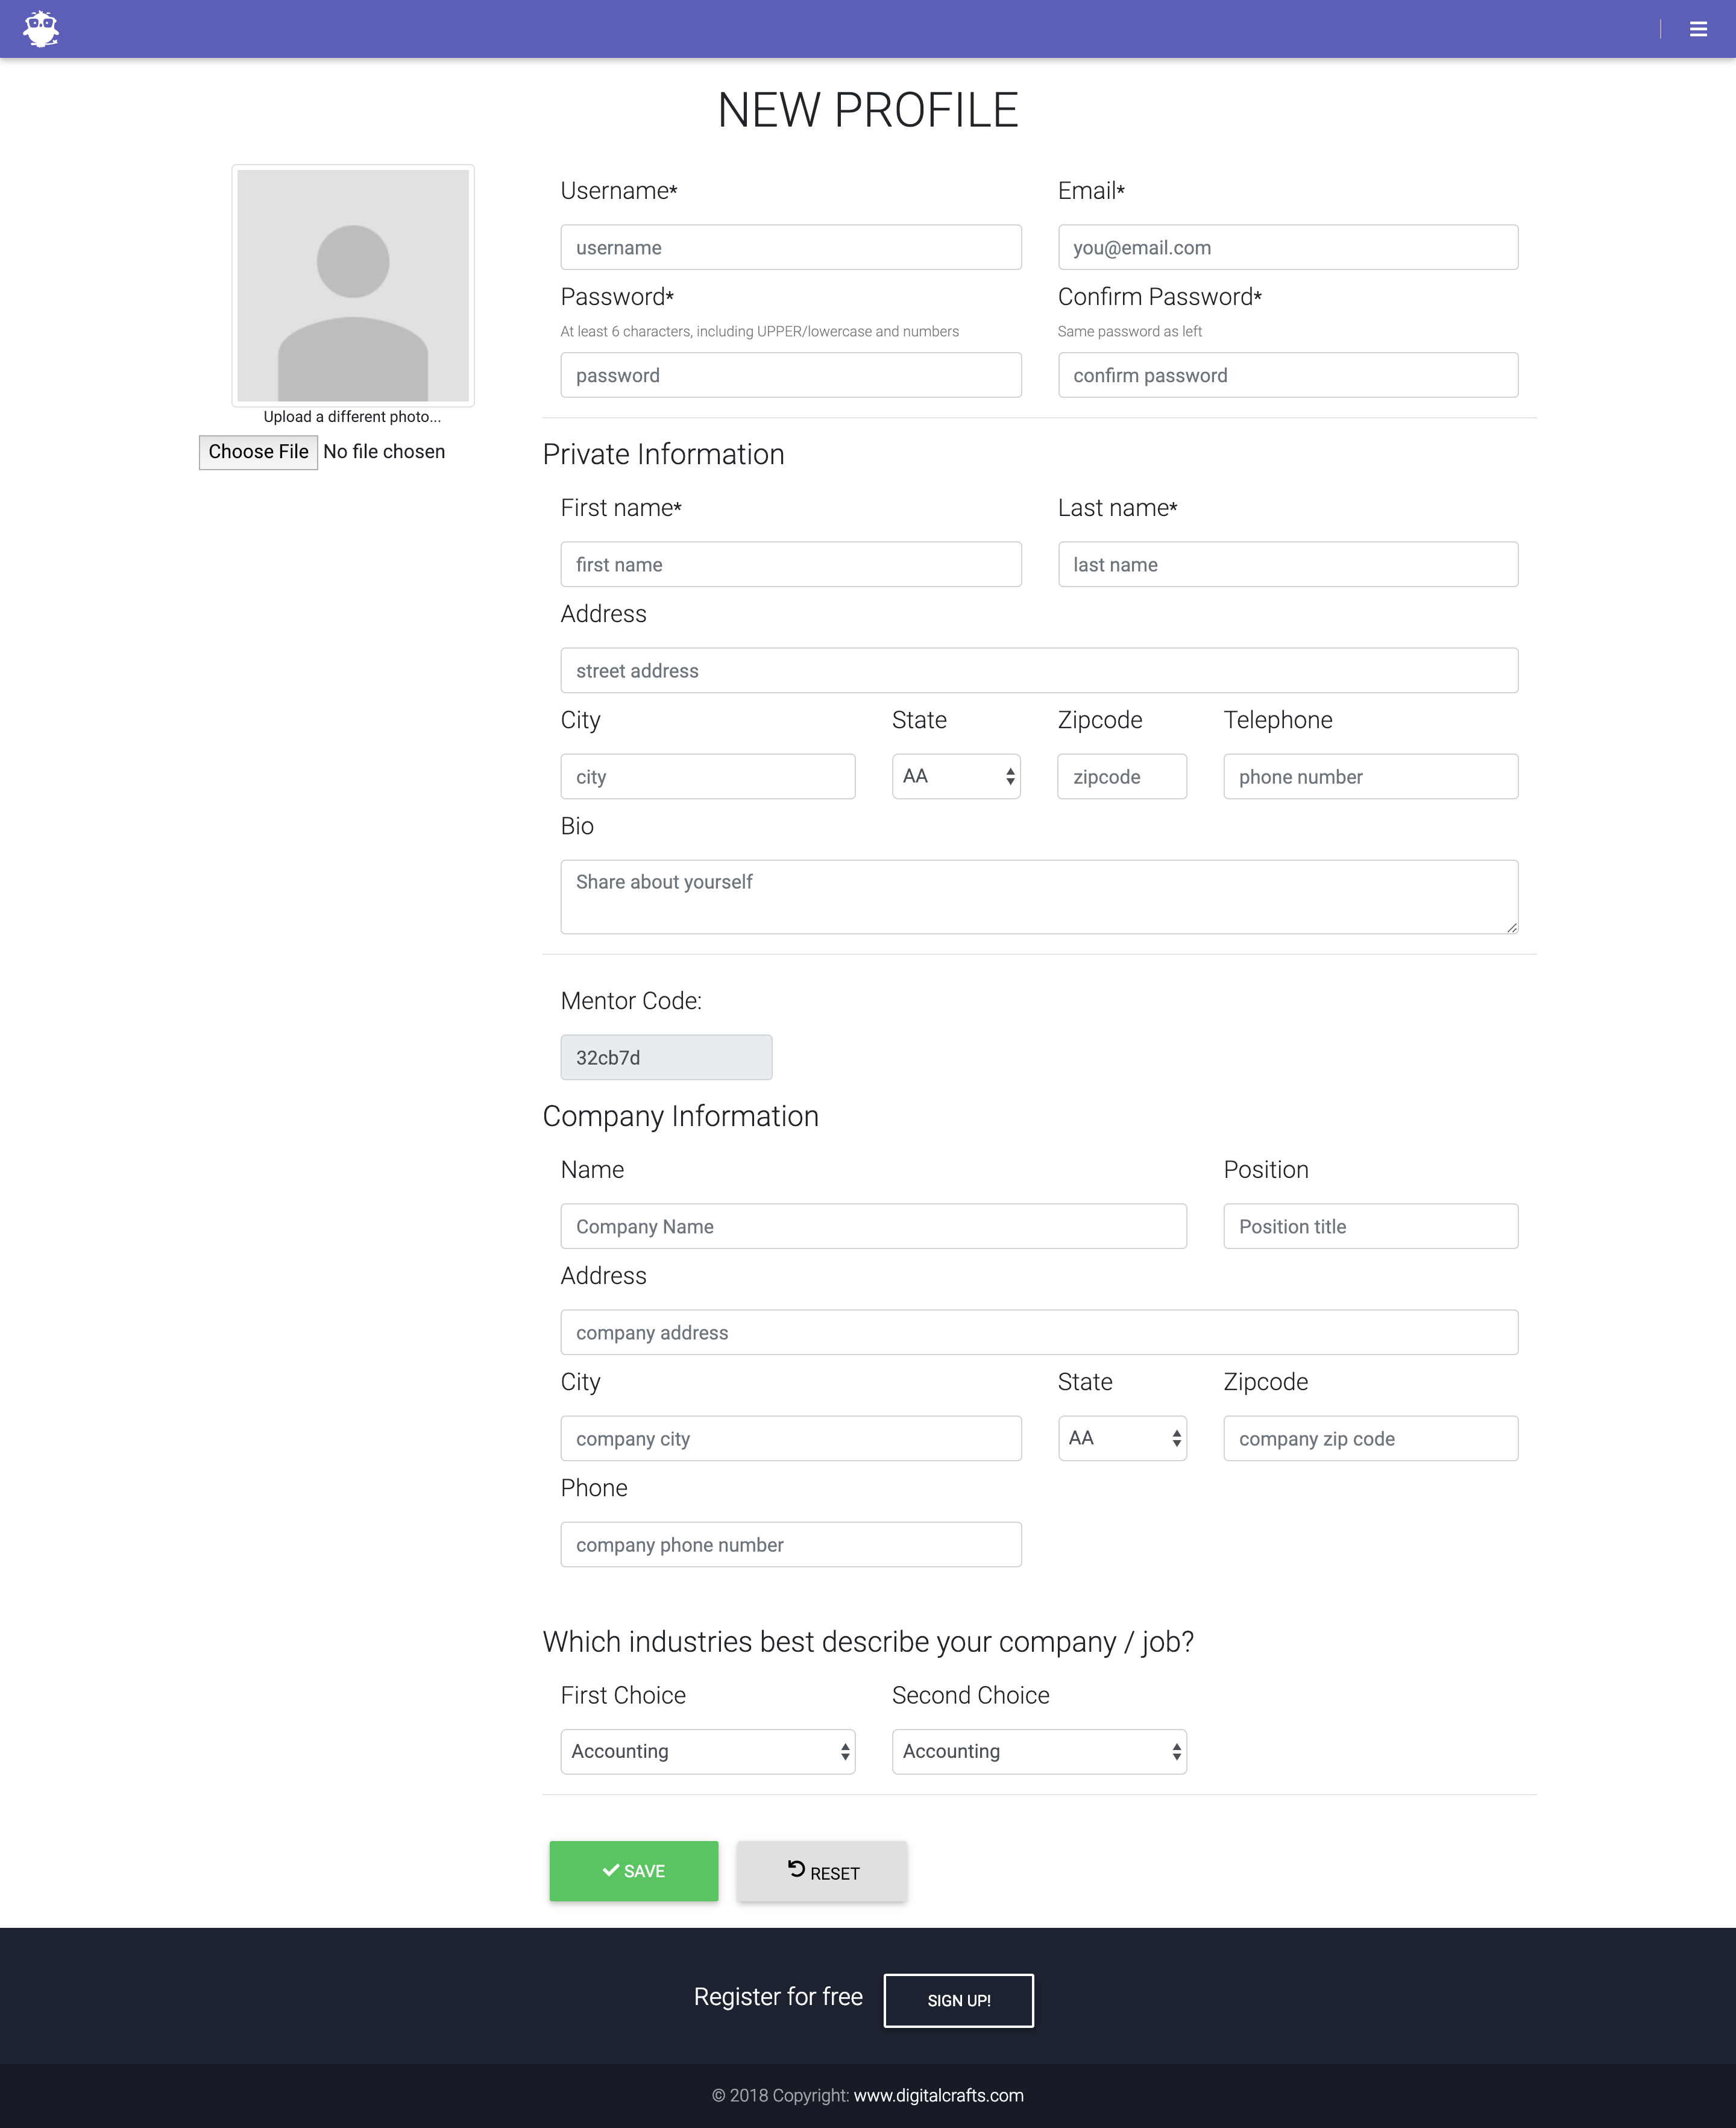 NEW PROFILE
Upload a different photo...
Choose File No file chosen
Username* Email*
username you@email.com
Password* Confirm Password*
At least 6 characters, including UPPER/lowercase and numbers Same password as left
password confirm password
Private Information
First name* Last name*
first name last name
Address
street address
City State Zipcode Telephone
city AA zipcode phone number
Bio
Share about yourself
Mentor Code:
32cb7d
Company Information
Name Position
Company Name Position title
Address
company address
City State Zipcode
company city AA company zip code
Phone
company phone number
Which industries best describe your company / job?
First Choice Second Choice
Accounting Accounting
SAVE RESET
Register for free SIGN UP!
© 2018 Copyright: www.digitalcrafts.com